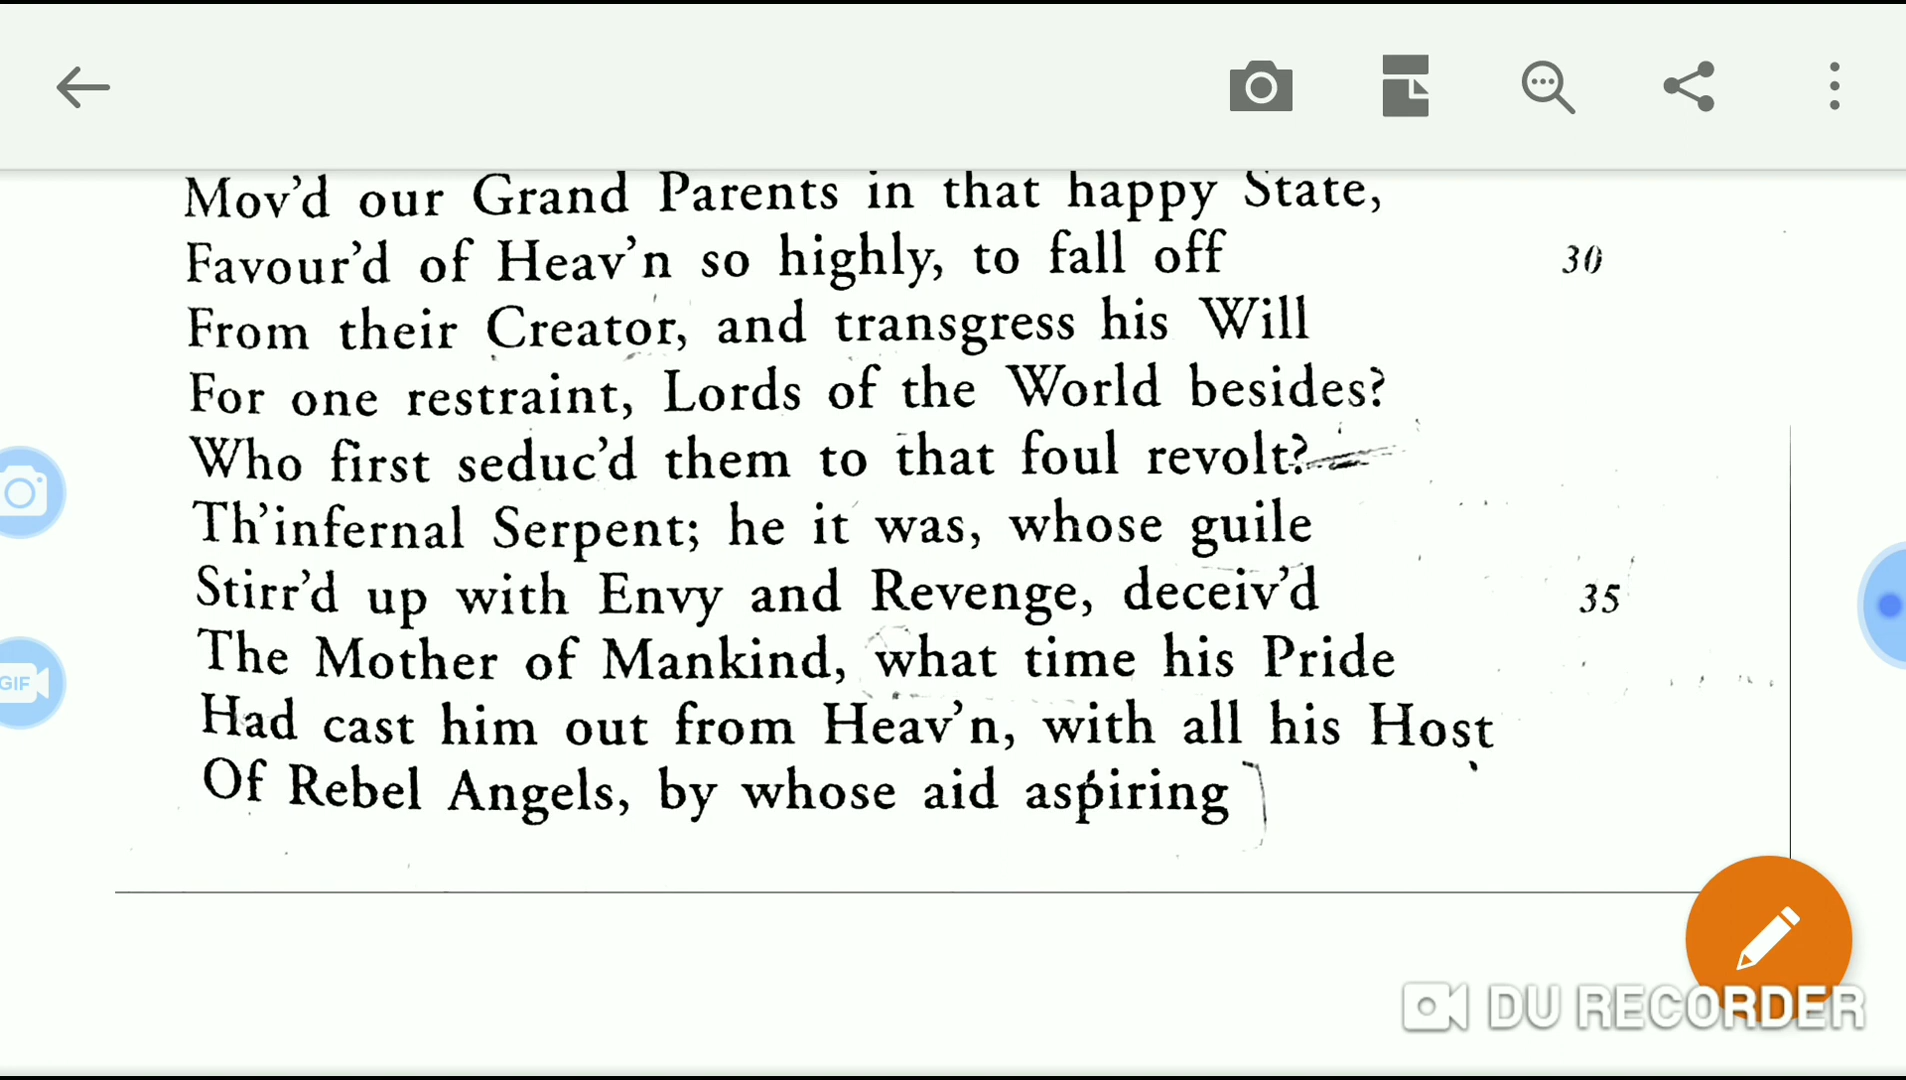 Mov'd our Grand Parents in that happy State,
Favour'd of Heav'n so highly, to fall off
30
From their Creator, and transgress his Will
For one restraint, Lords of the World besides?
Who first seduc'd them to that foul revolt?
Th'infernal Serpent; he it was, whose guile
Stirr'd up with Envy and Revenge, deceiv'd
35
The Mother of Mankind, what time his Pride
Had cast him out from Heav'n, with all his Host
Of Rebel Angels, by whose aid aspiring
GIF
DU RECORDER